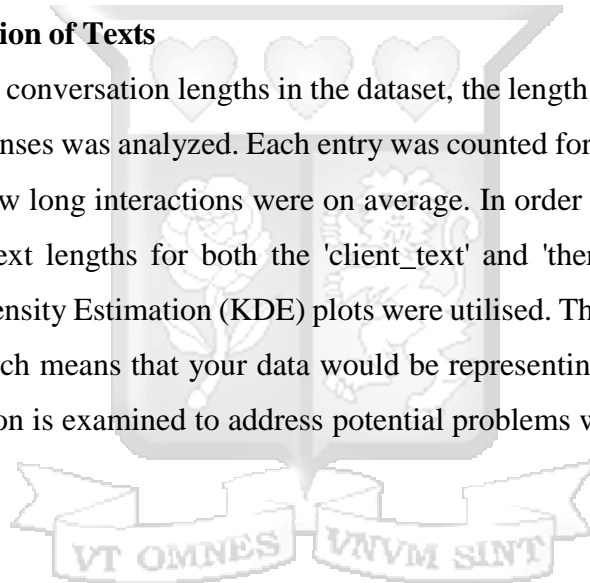 ion of Texts
conversation lengths in the dataset, the length
nses was analyzed. Each entry was counted for
w long interactions were on average. In order
ext lengths for both the 'client_text' and 'ther
ensity Estimation (KDE) plots were utilised. Th
ch means that your data would be representin
on is examined to address potential problems w
VT OMNES VNVM SINT